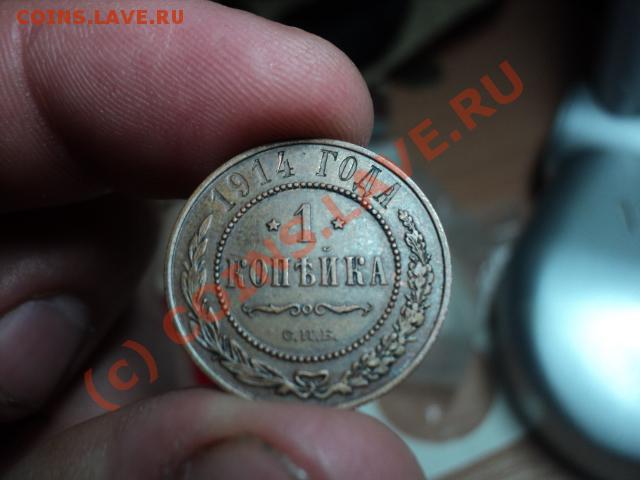 COINS.LAVE.RU
(c) COINS.LAVE.RU
1914 ГОДА
* 1 *
КОПѢЙКА
С.П.Б.